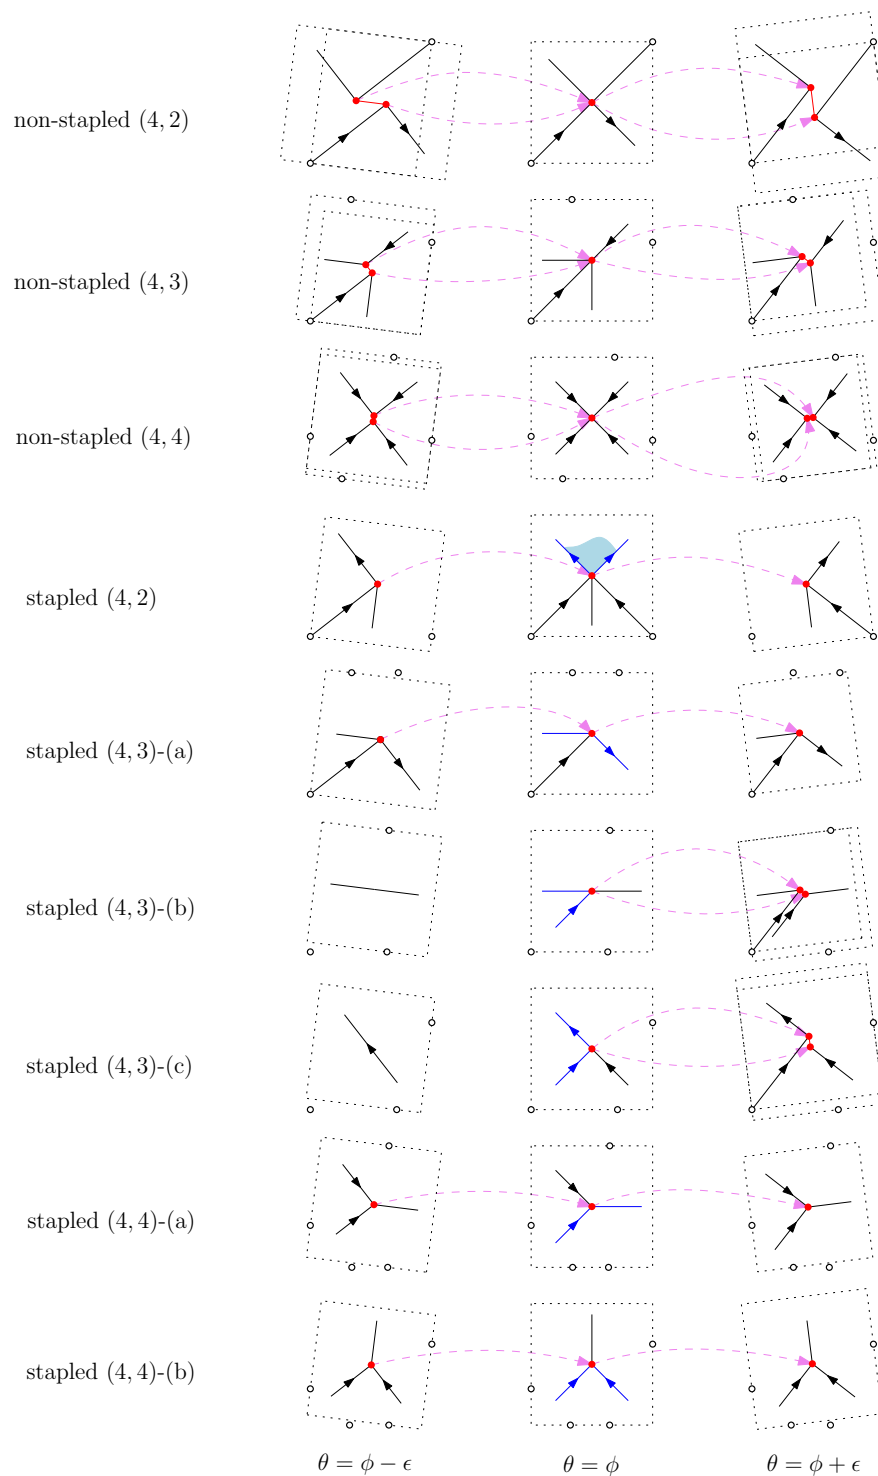 non-stapled (4, 2)
non-stapled (4, 3)
non-stapled (4, 4)
stapled (4, 2)
stapled (4, 3)-(a)
stapled (4, 3)-(b)
stapled (4, 3)-(c)
stapled (4, 4)-(a)
stapled (4, 4)-(b)
θ = ϕ − ϵ θ = ϕ θ = ϕ + ϵ